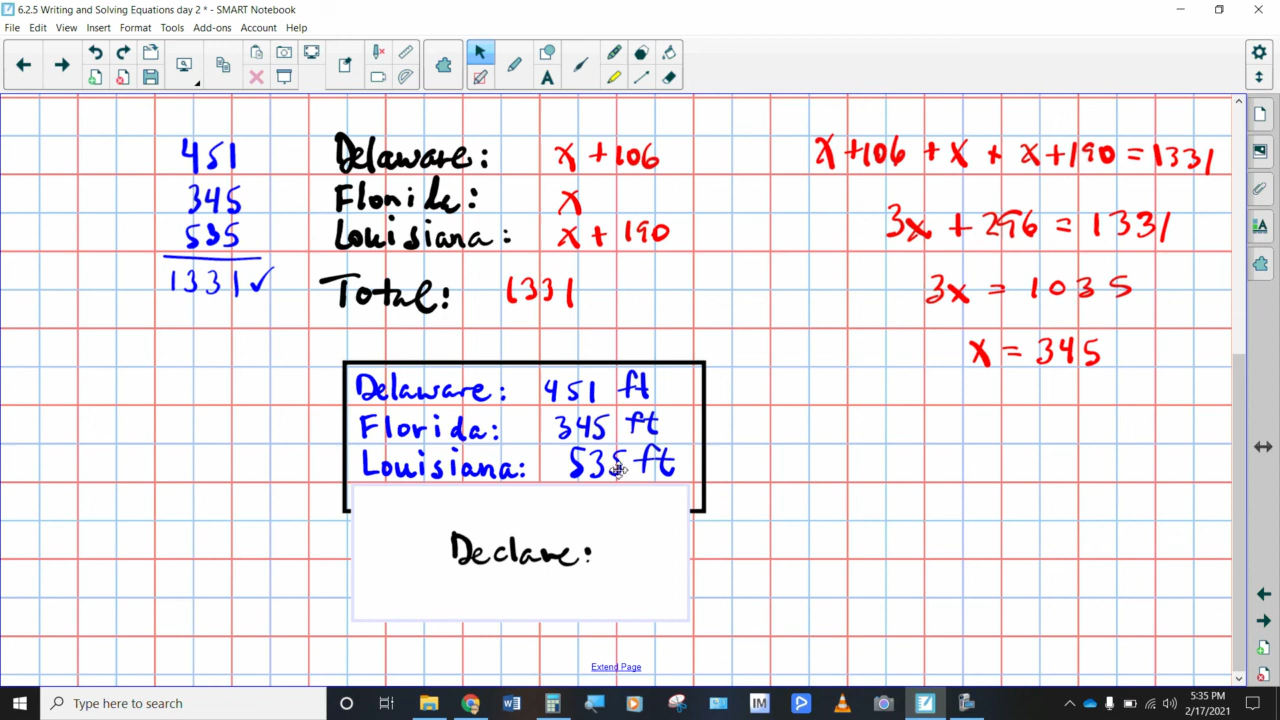 6.2.5 Writing and Solving Equations day 2 * - SMART Notebook
File Edit View Insert Format Tools Add-ons Account Help
451
345
535
1331 ✓
Delaware: x + 106
Florida: x
Louisiana: x + 190
Total: 1331
x + 106 + x + x + 190 = 1331
3x + 296 = 1331
3x = 1035
x = 345
Delaware: 451 ft
Florida: 345 ft
Louisiana: 535 ft
Declare:
Extend Page
Type here to search
5:35 PM
2/17/2021